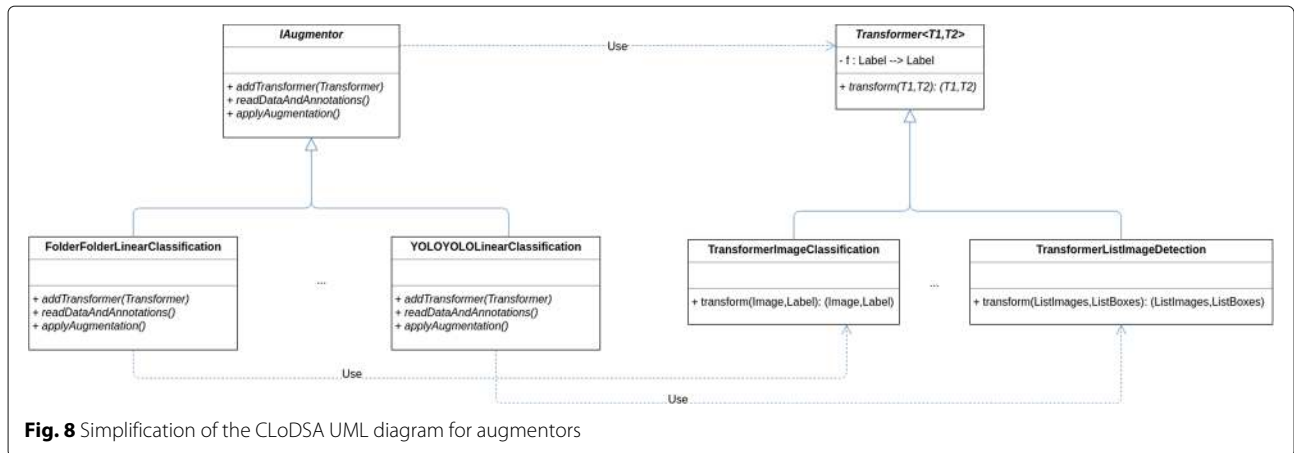 IAugmentor
+ addTransformer(Transformer)
+ readDataAndAnnotations()
+ applyAugmentation()
Use
Transformer<T1,T2>
- f : Label --> Label
+ transform(T1,T2): (T1,T2)
FolderFolderLinearClassification
+ addTransformer(Transformer)
+ readDataAndAnnotations()
+ applyAugmentation()
...
YOLOYOLOLinearClassification
+ addTransformer(Transformer)
+ readDataAndAnnotations()
+ applyAugmentation()
TransformerImageClassification
+ transform(Image,Label): (Image,Label)
...
TransformerListImageDetection
+ transform(ListImages,ListBoxes): (ListImages,ListBoxes)
Use
Use
Fig. 8 Simplification of the CLoDSA UML diagram for augmentors